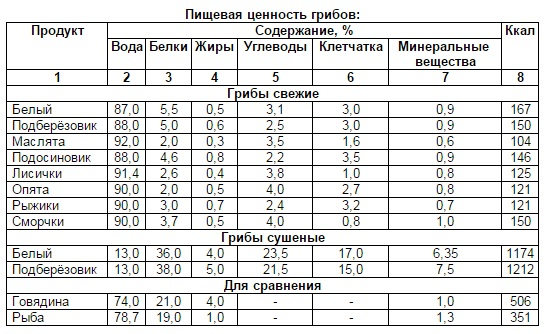 Пищевая ценность грибов:
Продукт Содержание, % Ккал
Вода Белки Жиры Углеводы Клетчатка Минеральные вещества
1 2 3 4 5 6 7 8
Грибы свежие
Белый 87,0 5,5 0,5 3,1 3,0 0,9 167
Подберёзовик 88,0 5,0 0,6 2,5 3,0 0,9 150
Маслята 92,0 2,0 0,3 3,5 1,6 0,6 104
Подосиновик 88,0 4,6 0,8 2,2 3,5 0,9 146
Лисички 91,4 2,6 0,4 3,8 1,0 0,8 125
Опята 90,0 2,0 0,5 4,0 2,7 0,8 121
Рыжики 90,0 3,0 0,7 2,4 3,2 0,7 121
Сморчки 90,0 3,7 0,5 4,0 0,8 1,0 150
Грибы сушеные
Белый 13,0 36,0 4,0 23,5 17,0 6,35 1174
Подберёзовик 13,0 38,0 5,0 21,5 15,0 7,5 1212
Для сравнения
Говядина 74,0 21,0 4,0 - - 1,0 506
Рыба 78,7 19,0 1,0 - - 1,3 351